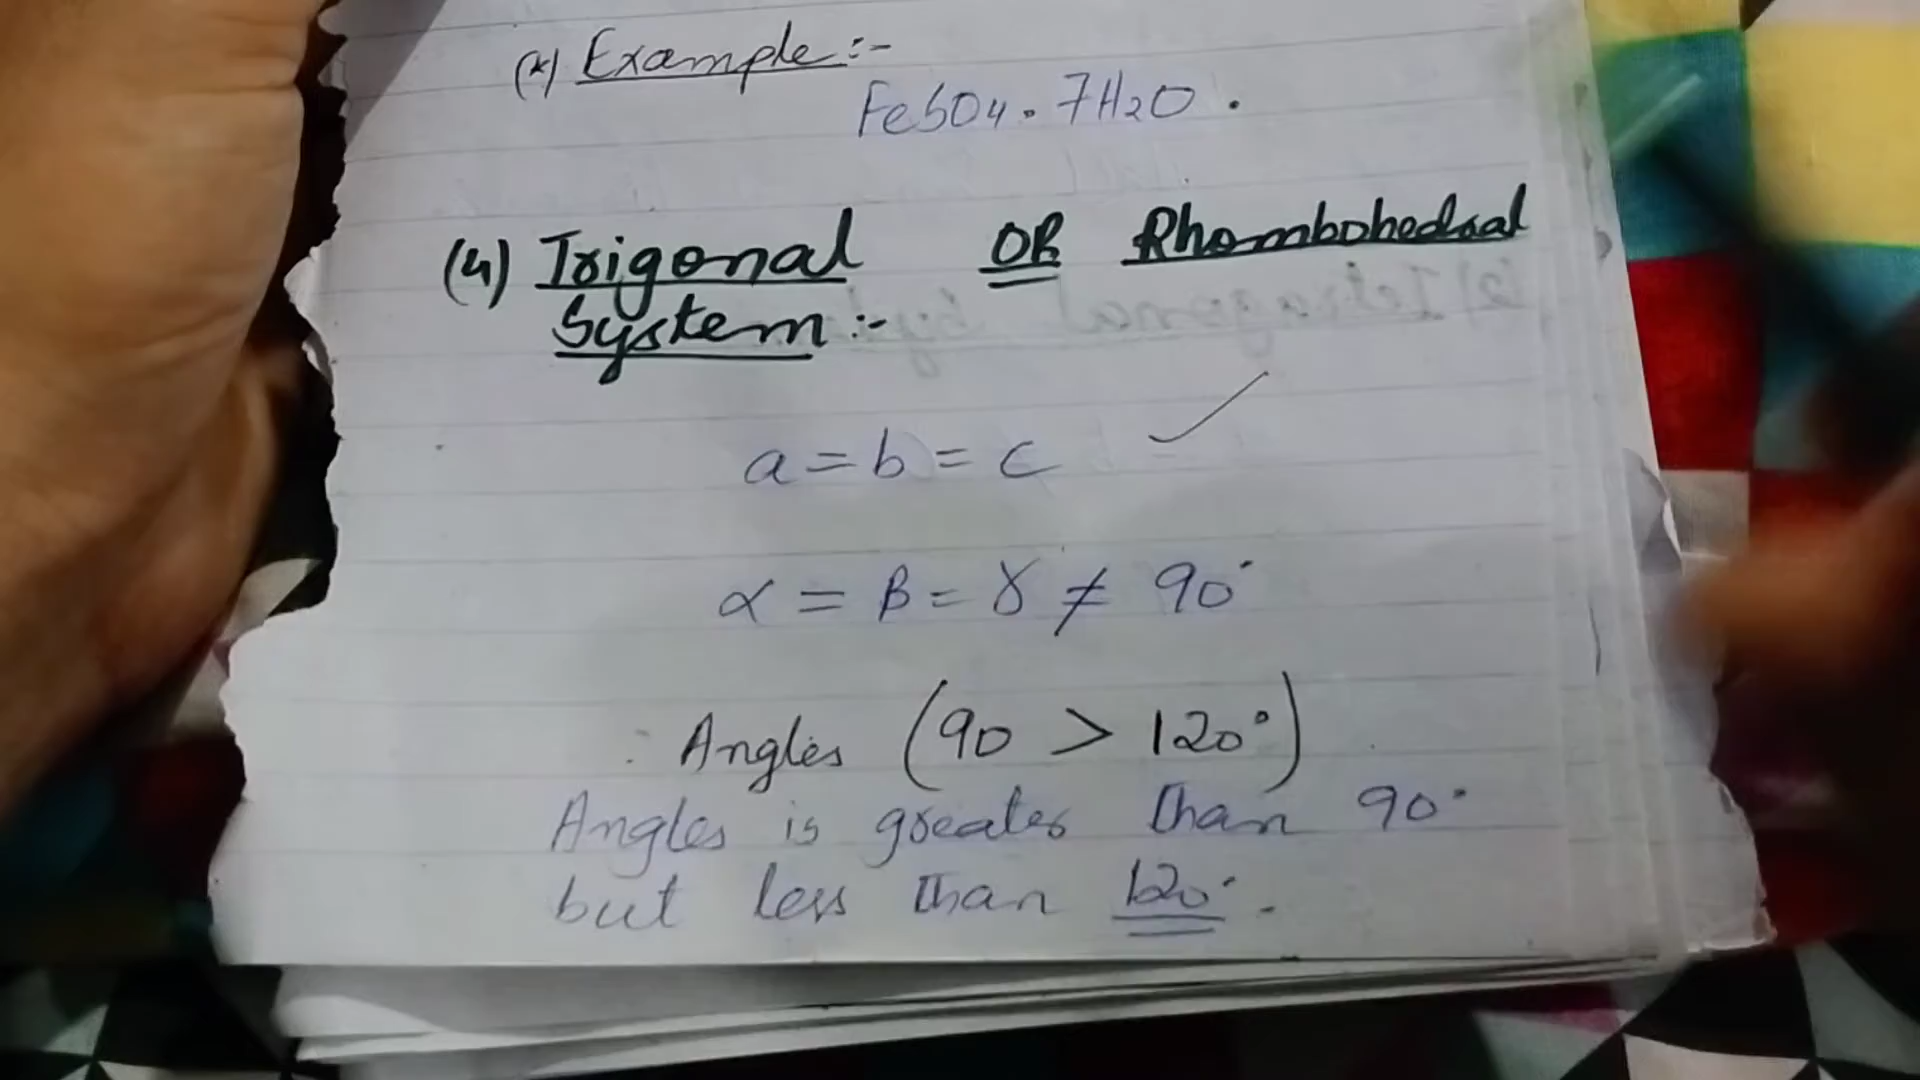 (*) Example:-
FeSO4. 7H2O.
(4) Trigonal OR Rhombohedral
System:-
a = b = c
α = β = γ ≠ 90°
Angles (90 > 120°)
Angles is greater than 90°
but less than 120°.